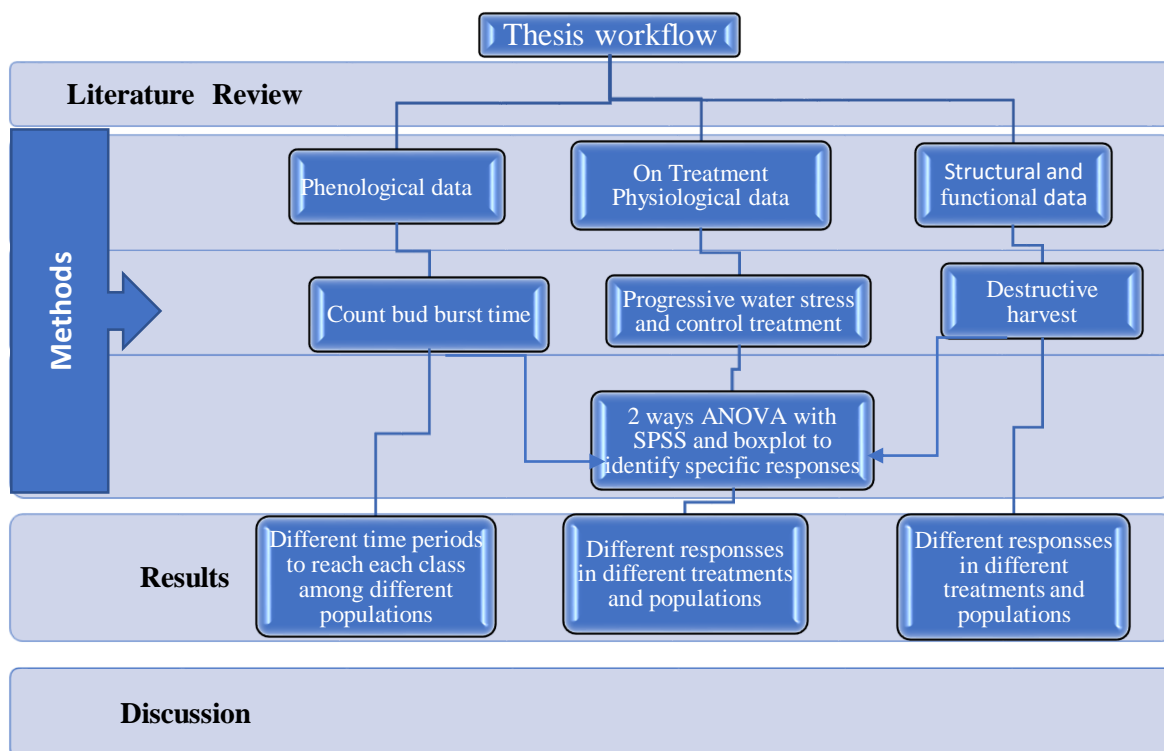 Thesis workflow
Literature Review
Methods
Phenological data
On Treatment
Physiological data
Structural and
functional data
Count bud burst time
Progressive water stress
and control treatment
Destructive
harvest
2 ways ANOVA with
SPSS and boxplot to
identify specific responses
Results
Different time periods
to reach each class
among different
populations
Different responsses
in different treatments
and populations
Different responsses
in different
treatments and
populations
Discussion